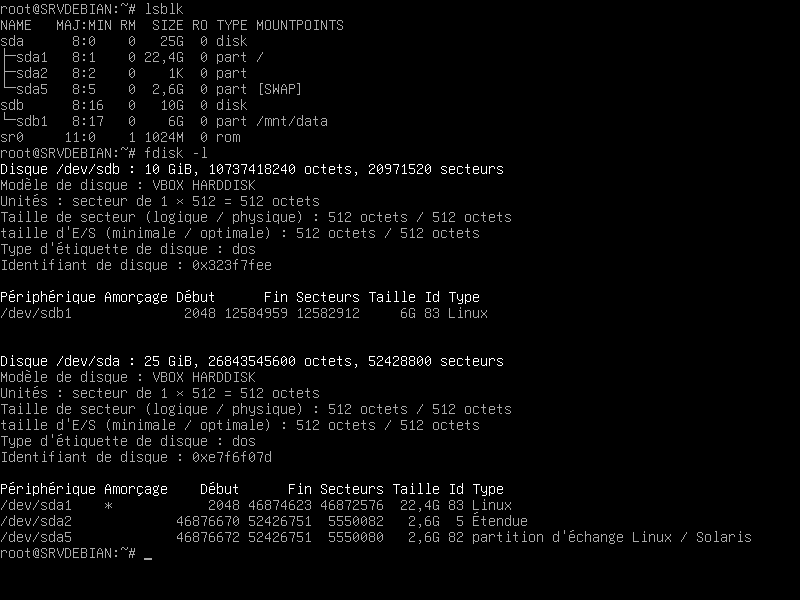 root@SRVDEBIAN:~# lsblk
NAME   MAJ:MIN RM  SIZE RO TYPE MOUNTPOINTS
sda      8:0    0   25G  0 disk
├─sda1   8:1    0 22,4G  0 part /
├─sda2   8:2    0    1K  0 part
└─sda5   8:5    0  2,6G  0 part [SWAP]
sdb      8:16   0   10G  0 disk
└─sdb1   8:17   0    6G  0 part /mnt/data
sr0     11:0    1 1024M  0 rom
root@SRVDEBIAN:~# fdisk -l
Disque /dev/sdb : 10 GiB, 10737418240 octets, 20971520 secteurs
Modèle de disque : VBOX HARDDISK
Unités : secteur de 1 × 512 = 512 octets
Taille de secteur (logique / physique) : 512 octets / 512 octets
taille d'E/S (minimale / optimale) : 512 octets / 512 octets
Type d'étiquette de disque : dos
Identifiant de disque : 0x323f7fee
Périphérique Amorçage Début      Fin Secteurs Taille Id Type
/dev/sdb1              2048 12584959 12582912     6G 83 Linux
Disque /dev/sda : 25 GiB, 26843545600 octets, 52428800 secteurs
Modèle de disque : VBOX HARDDISK
Unités : secteur de 1 × 512 = 512 octets
Taille de secteur (logique / physique) : 512 octets / 512 octets
taille d'E/S (minimale / optimale) : 512 octets / 512 octets
Type d'étiquette de disque : dos
Identifiant de disque : 0xe7f6f07d
Périphérique Amorçage    Début      Fin Secteurs Taille Id Type
/dev/sda1    *            2048 46874623 46872576  22,4G 83 Linux
/dev/sda2             46876670 52426751  5550082   2,6G  5 Étendue
/dev/sda5             46876672 52426751  5550080   2,6G 82 partition d'échange Linux / Solaris
root@SRVDEBIAN:~# _